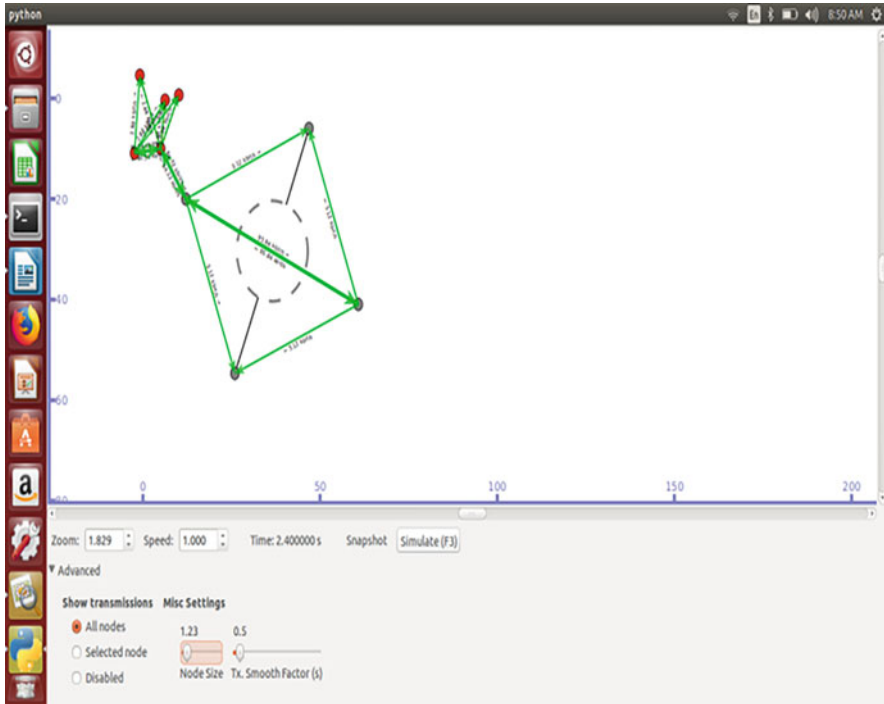 python
En
8:50 AM
0
20
40
60
80
0
50
100
150
200
Zoom: 1.829 Speed: 1.000 Time: 2.400000 s Snapshot Simulate (F3)
Advanced
Show transmissions Misc Settings
All nodes 1.23 0.5
Selected node
Disabled Node Size Tx. Smooth Factor (s)